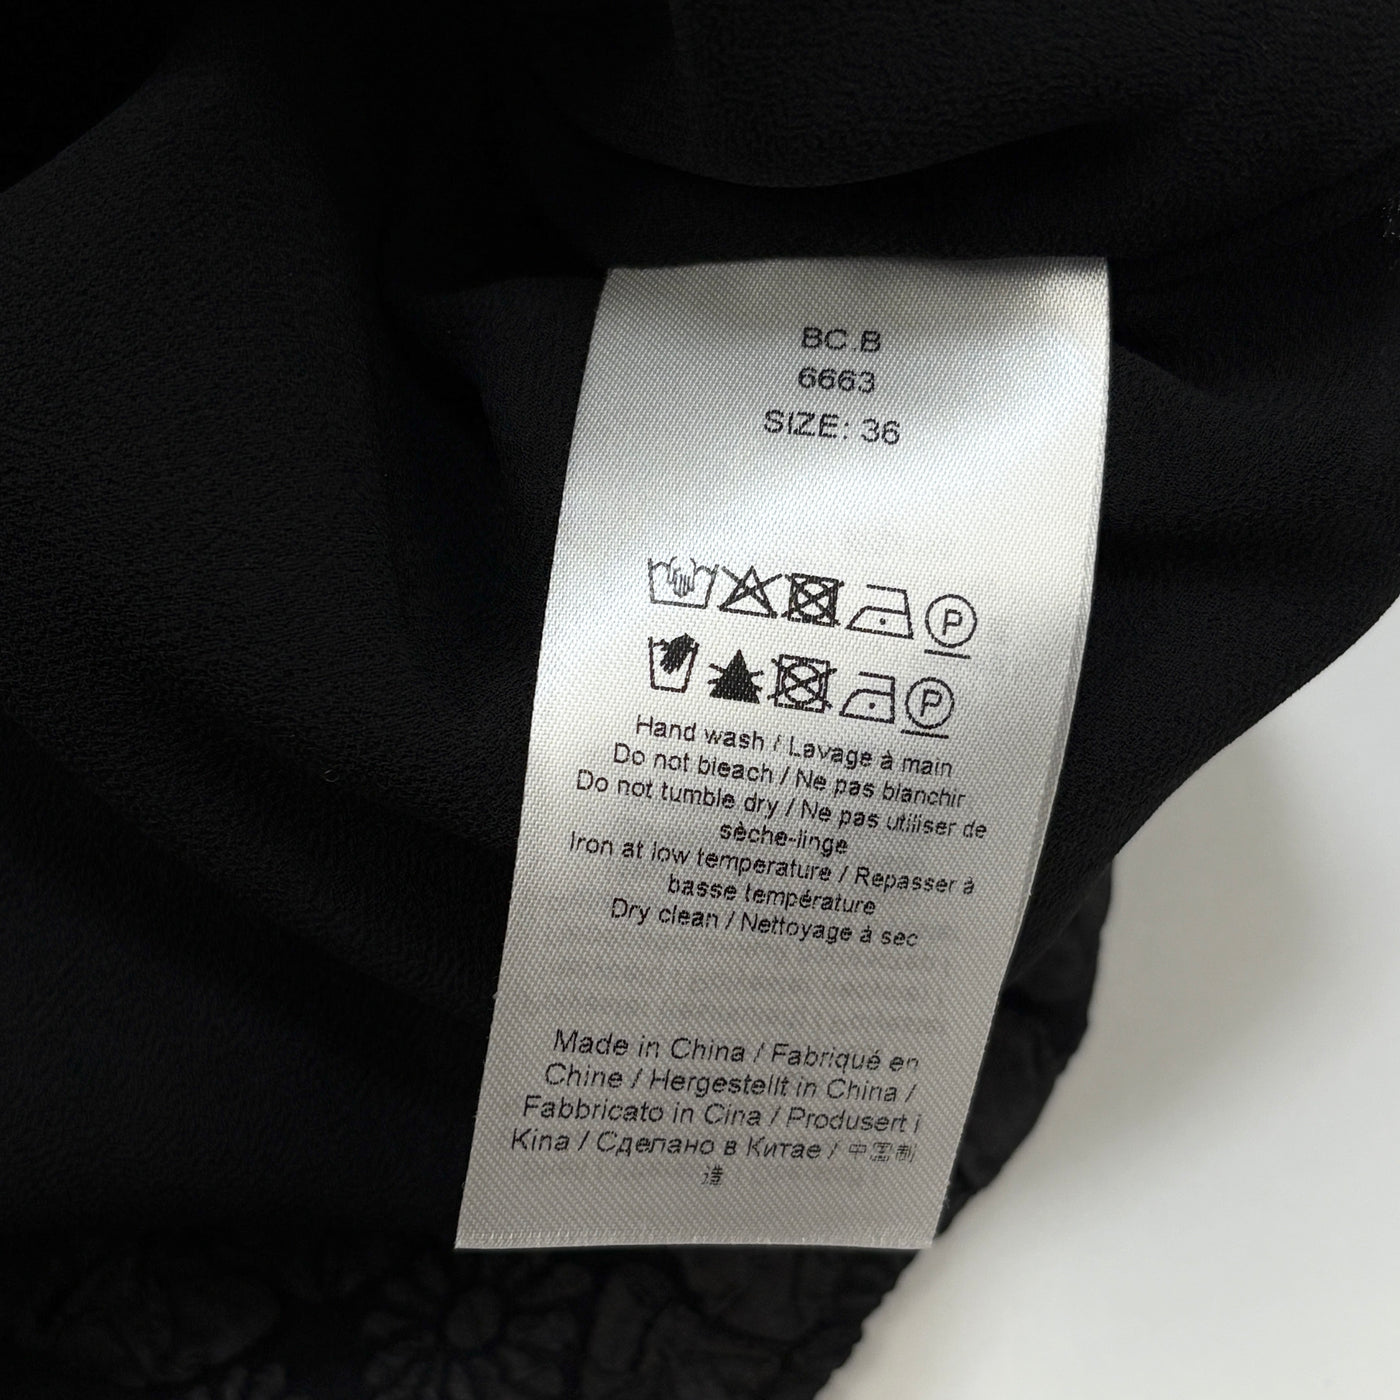 BC.B
6663
SIZE: 36
P
P
Hand wash / Lavage à main
Do not bleach / Ne pas blanchir
Do not tumble dry / Ne pas utiliser de
sèche-linge
Iron at low temperature / Repasser à
basse température
Dry clean / Nettoyage à sec
Made in China / Fabriqué en
Chine / Hergestellt in China /
Fabbricato in Cina / Produsert i
Kina / Сделано в Китае / 中国制
造